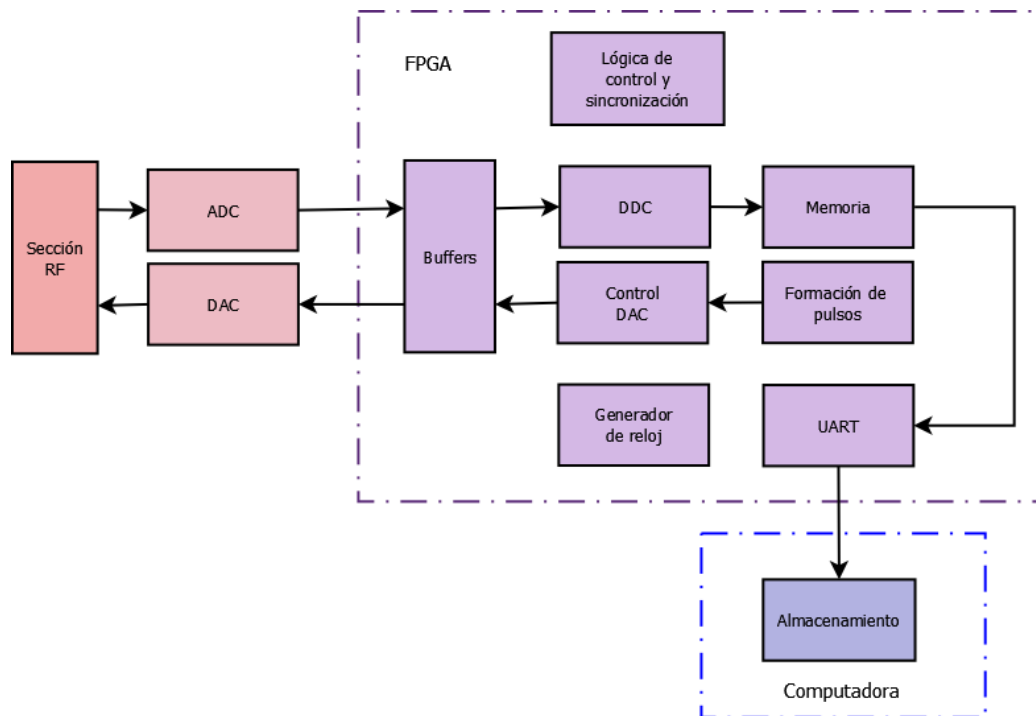 FPGA
Lógica de
control y
sincronización
Sección
RF
ADC
DAC
Buffers
DDC
Memoria
Control
DAC
Formación de
pulsos
Generador
de reloj
UART
Almacenamiento
Computadora